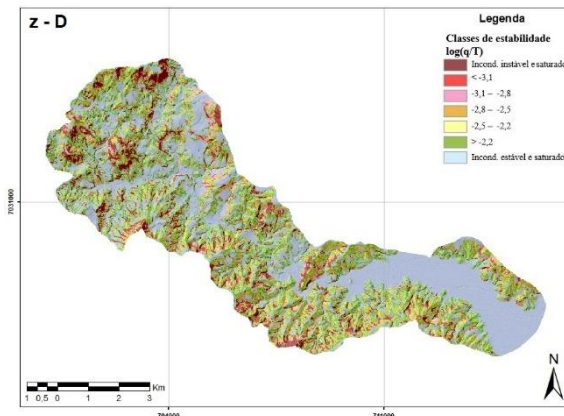 z - D
Legenda
Classes de estabilidade
log(q/T)
Incond. instável e saturado
< -3,1
-3,1 – -2,8
-2,8 – -2,5
-2,5 – -2,2
> -2,2
Incond. estável e saturado
N
Km
1 0,5 0 1 2 3